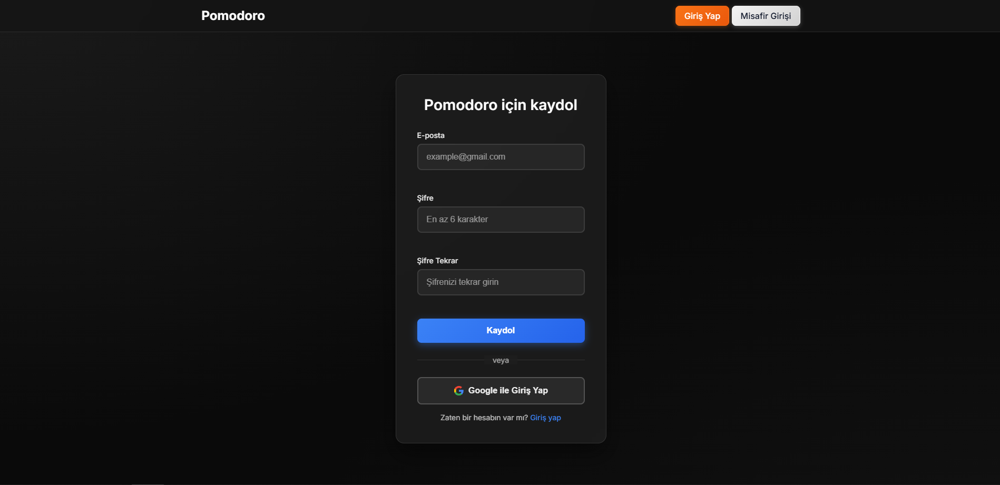 Pomodoro
Giriş Yap
Misafir Girişi
Pomodoro için kaydol
E-posta
example@gmail.com
Şifre
En az 6 karakter
Şifre Tekrar
Şifrenizi tekrar girin
Kaydol
veya
Google ile Giriş Yap
Zaten bir hesabın var mı? Giriş yap